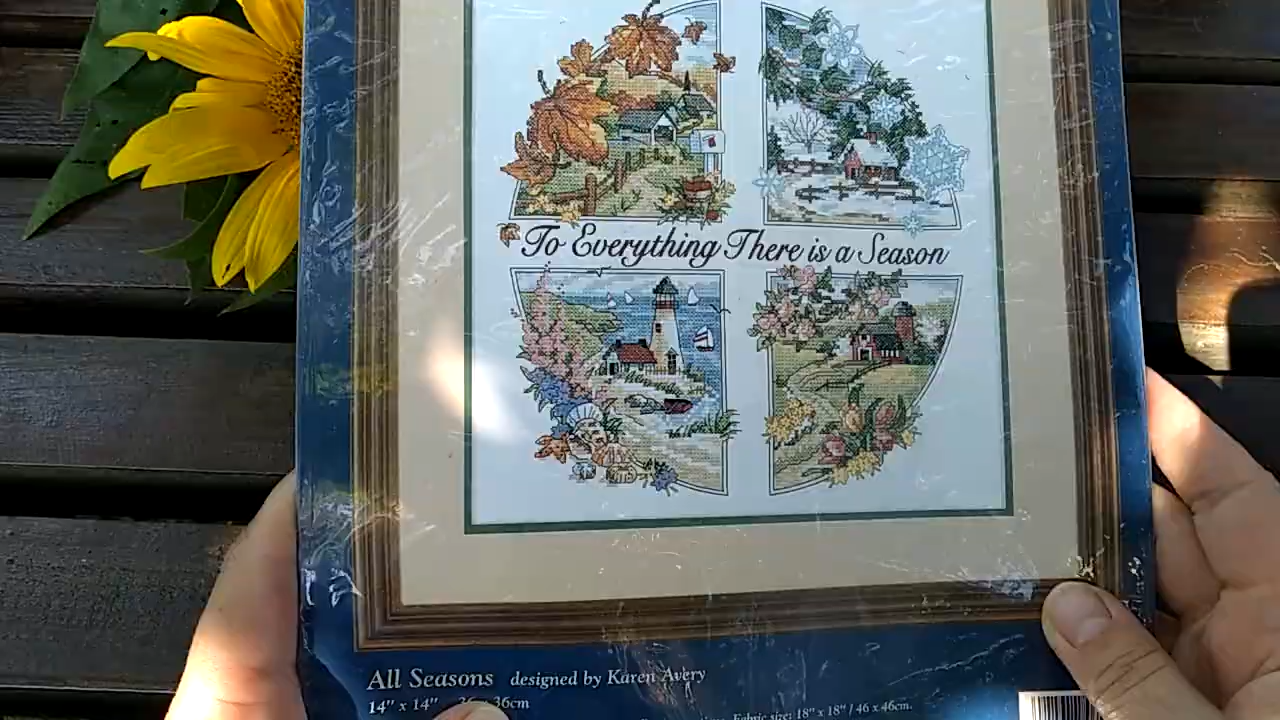 To Everything There is a Season
All Seasons designed by Karen Avery
14" x 14" 36cm
Fabric size: 18" x 18" / 46 x 46cm.